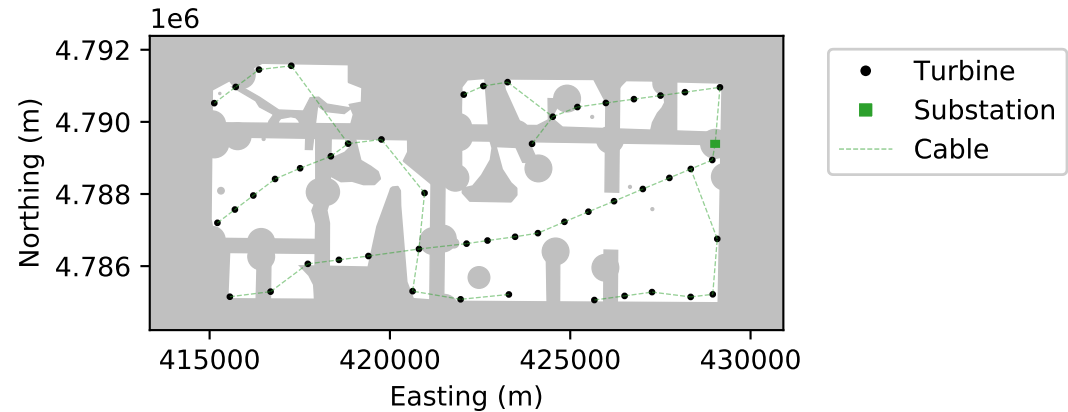 1e6
4.792
4.790
4.788
4.786
Northing (m)
415000 420000 425000 430000
Easting (m)
Turbine
Substation
Cable